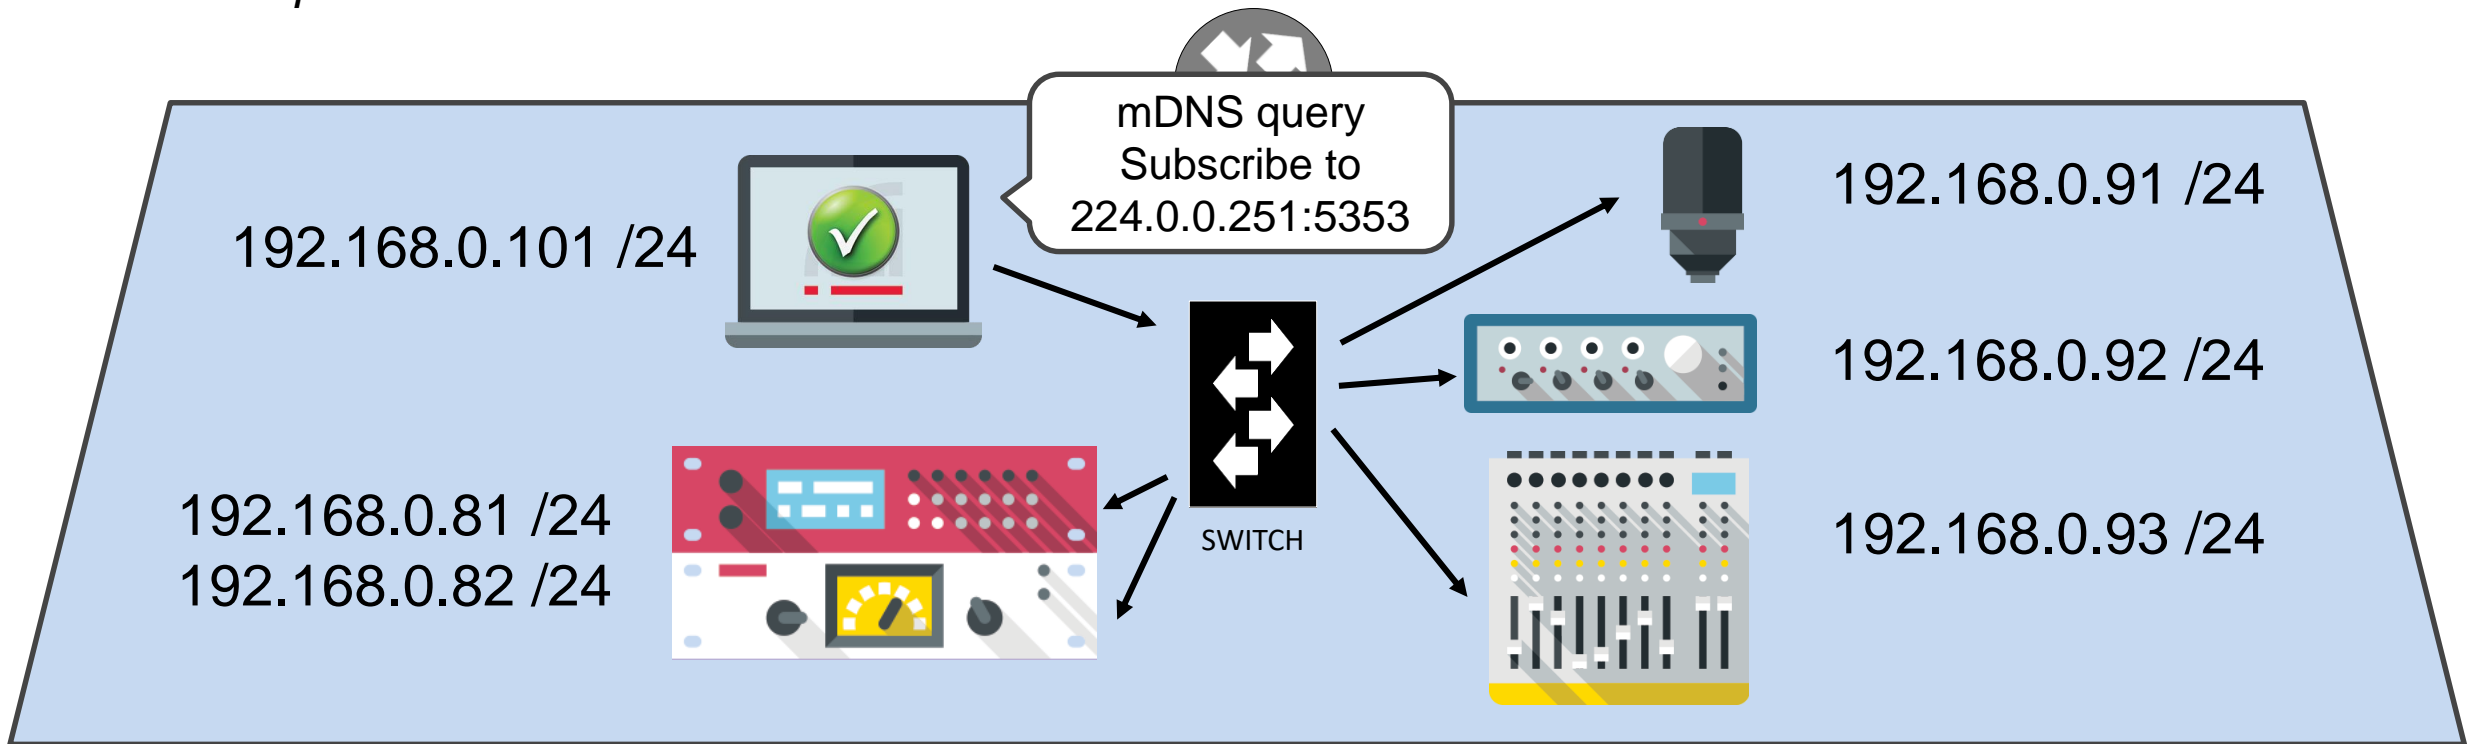 mDNS query
Subscribe to
224.0.0.251:5353
192.168.0.101 /24
192.168.0.91 /24
192.168.0.92 /24
192.168.0.81 /24
192.168.0.82 /24
SWITCH
192.168.0.93 /24